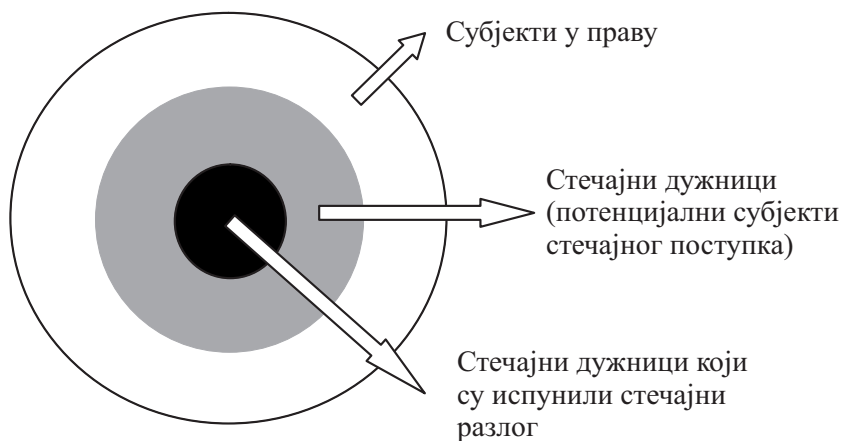 Субјекти у праву
Стечајни дужници
(потенцијални субјекти
стечајног поступка)
Стечајни дужници који
су испунили стечајни
разлог